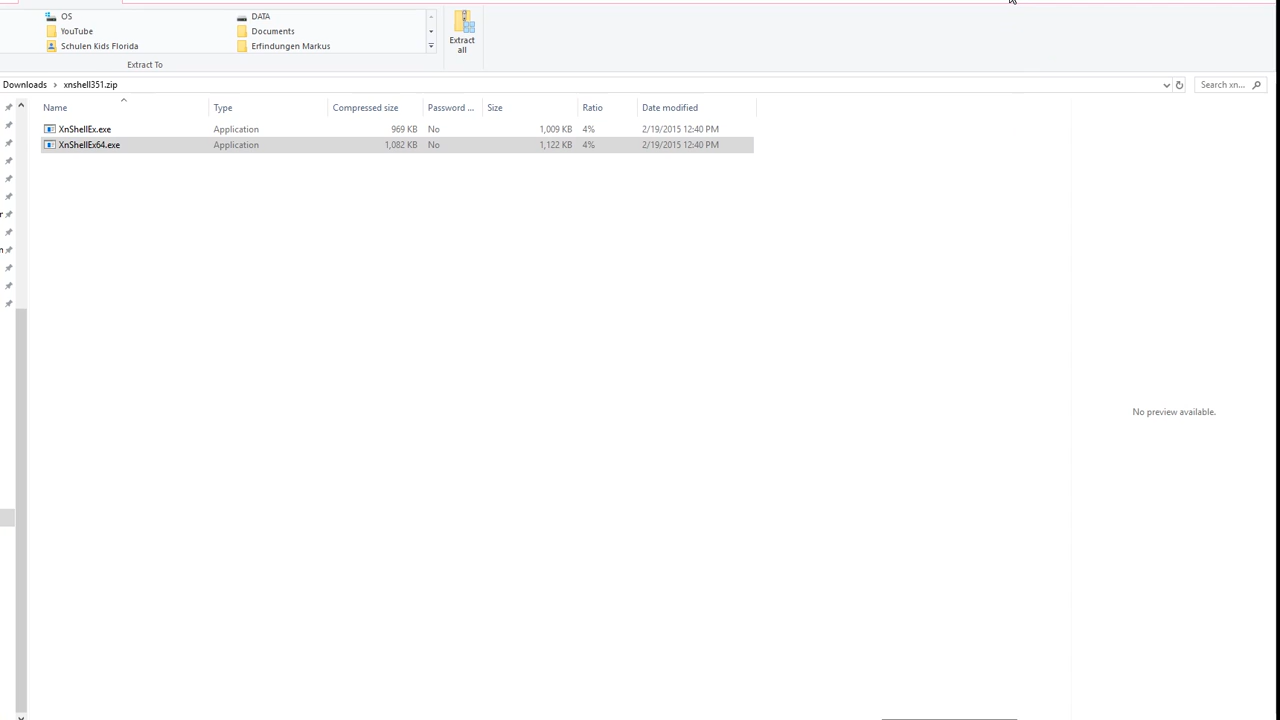 OS DATA
YouTube Documents
Schulen Kids Florida Erfindungen Markus
Extract all
Extract To
Downloads xnshell351.zip Search xn...
Name Type Compressed size Password ... Size Ratio Date modified
XnShellEx.exe Application 969 KB No 1,009 KB 4% 2/19/2015 12:40 PM
XnShellEx64.exe Application 1,082 KB No 1,122 KB 4% 2/19/2015 12:40 PM
No preview available.